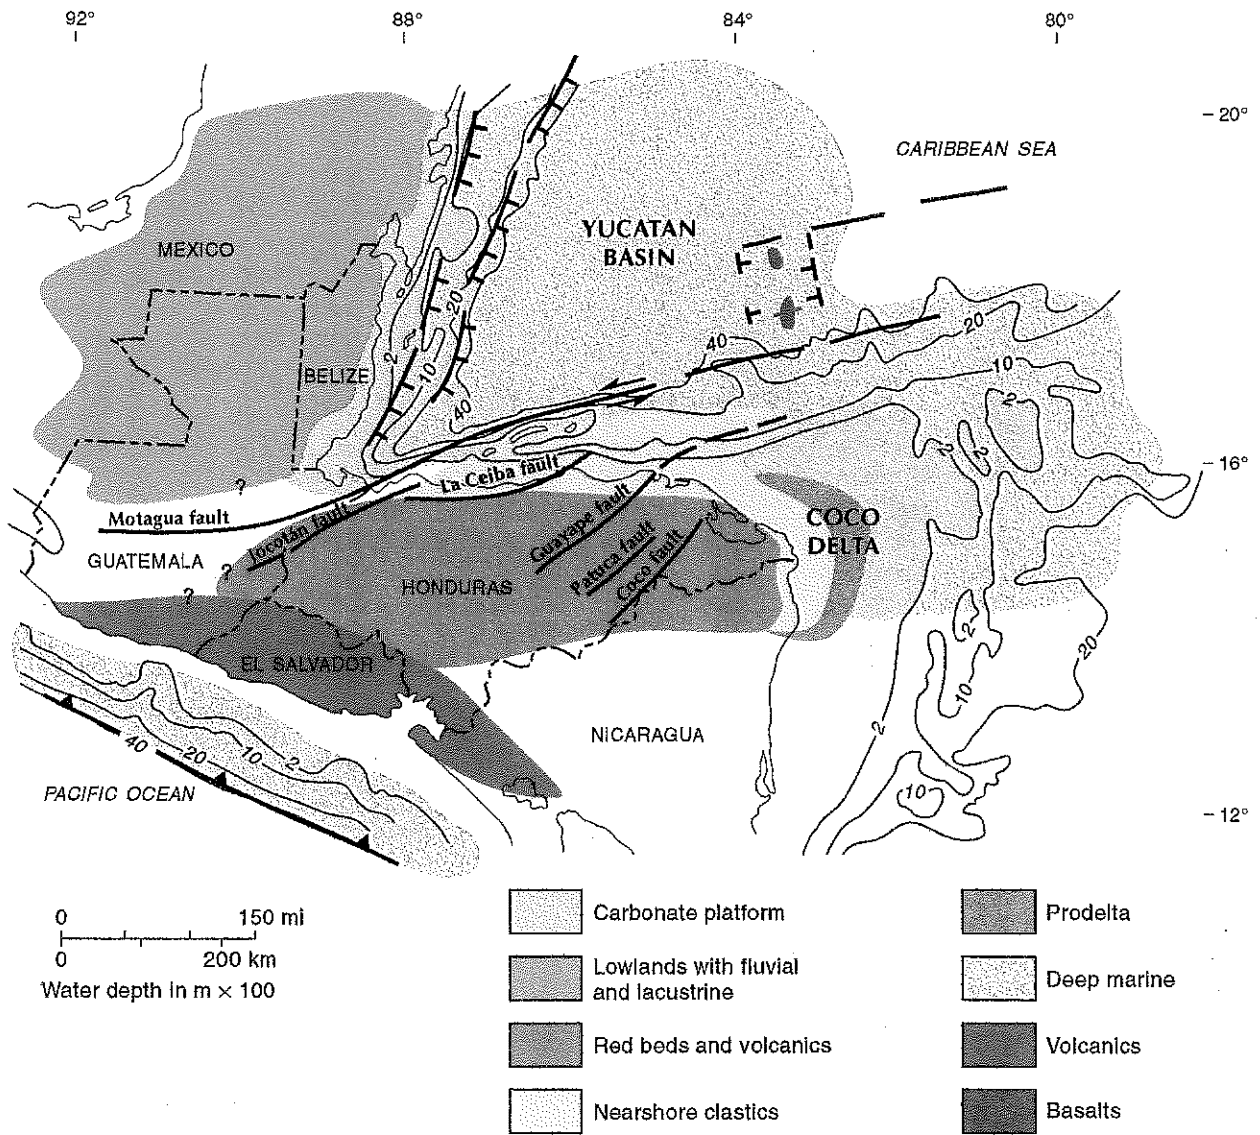 92°
88°
84°
80°
20°
CARIBBEAN SEA
YUCATAN
BASIN
MEXICO
20
2
10
40
BELIZE
40
20
10
2
2
2
16°
?
La Ceiba fault
Motagua fault
Jocotán fault
Guayape fault
COCO
DELTA
Patuca fault
Coco fault
GUATEMALA
?
HONDURAS
?
2
EL SALVADOR
20
10
NICARAGUA
2
40
20
10
2
10
PACIFIC OCEAN
12°
0 150 mi
0 200 km
Water depth in m × 100
Carbonate platform
Lowlands with fluvial
and lacustrine
Red beds and volcanics
Nearshore clastics
Prodelta
Deep marine
Volcanics
Basalts